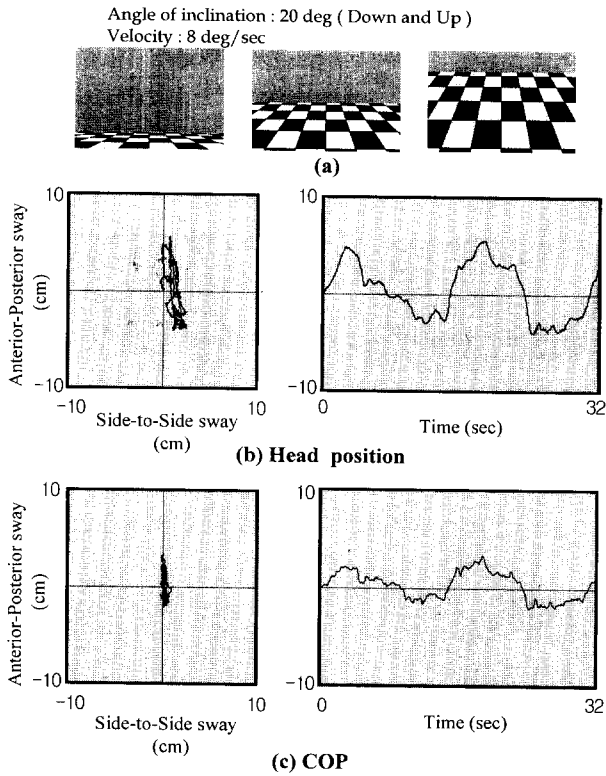 Angle of inclination : 20 deg ( Down and Up )
Velocity : 8 deg/sec
(a)
10
Anterior-Posterior sway
(cm)
−10
−10
Side-to-Side sway
(cm)
10
10
−10
0
Time (sec)
32
(b) Head position
10
Anterior-Posterior sway
(cm)
−10
−10
Side-to-Side sway
(cm)
10
10
−10
0
Time (sec)
32
(c) COP